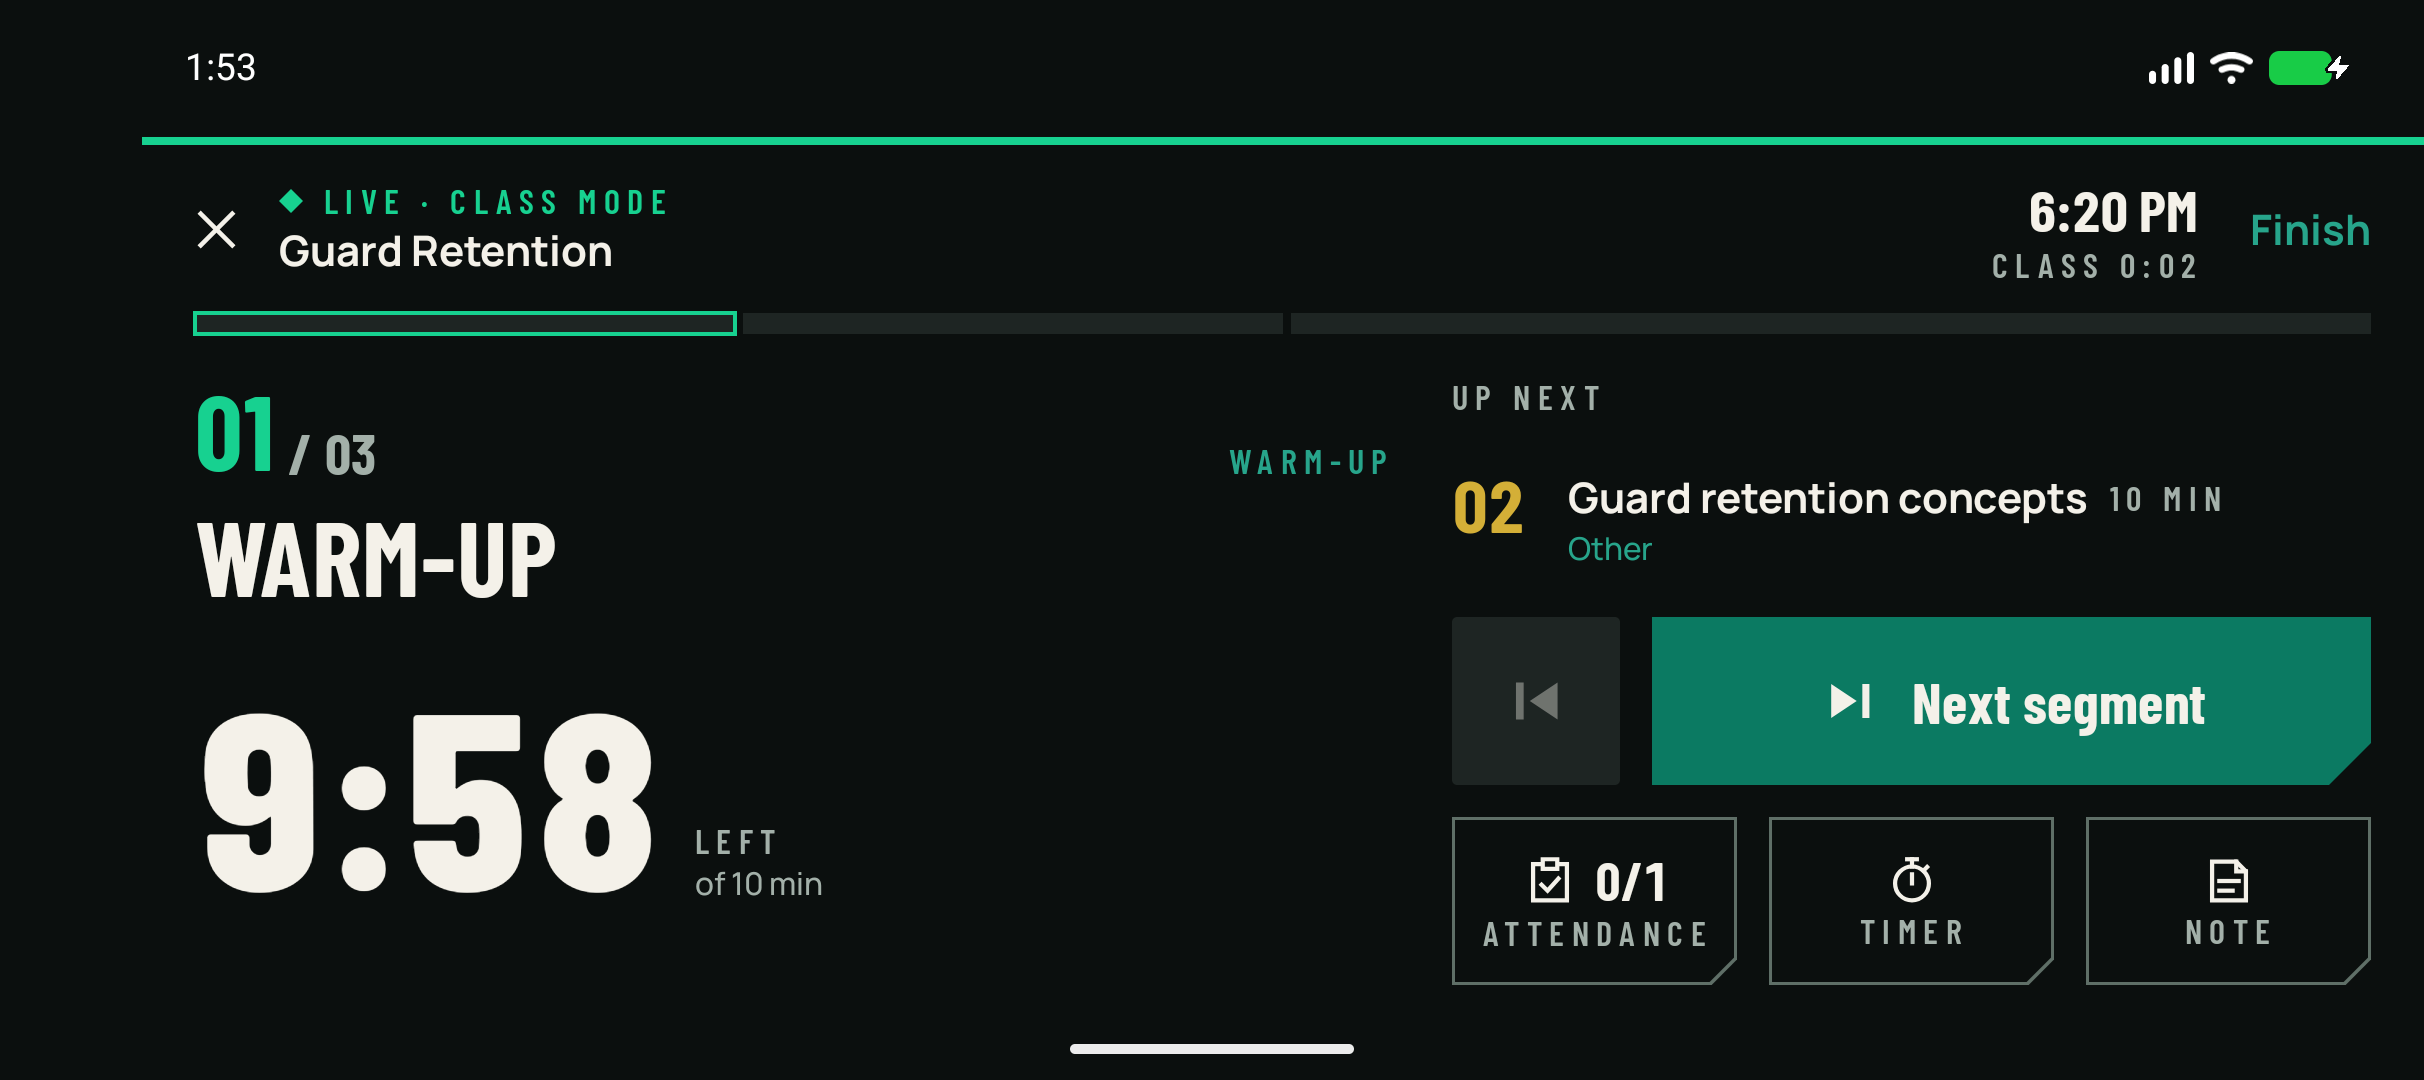 1:53
LIVE · CLASS MODE
Guard Retention
6:20 PM
CLASS 0:02
Finish
01 / 03
WARM-UP
WARM-UP
9:58
LEFT
of 10 min
UP NEXT
02 Guard retention concepts 10 MIN
Other
Next segment
0/1
ATTENDANCE
TIMER
NOTE